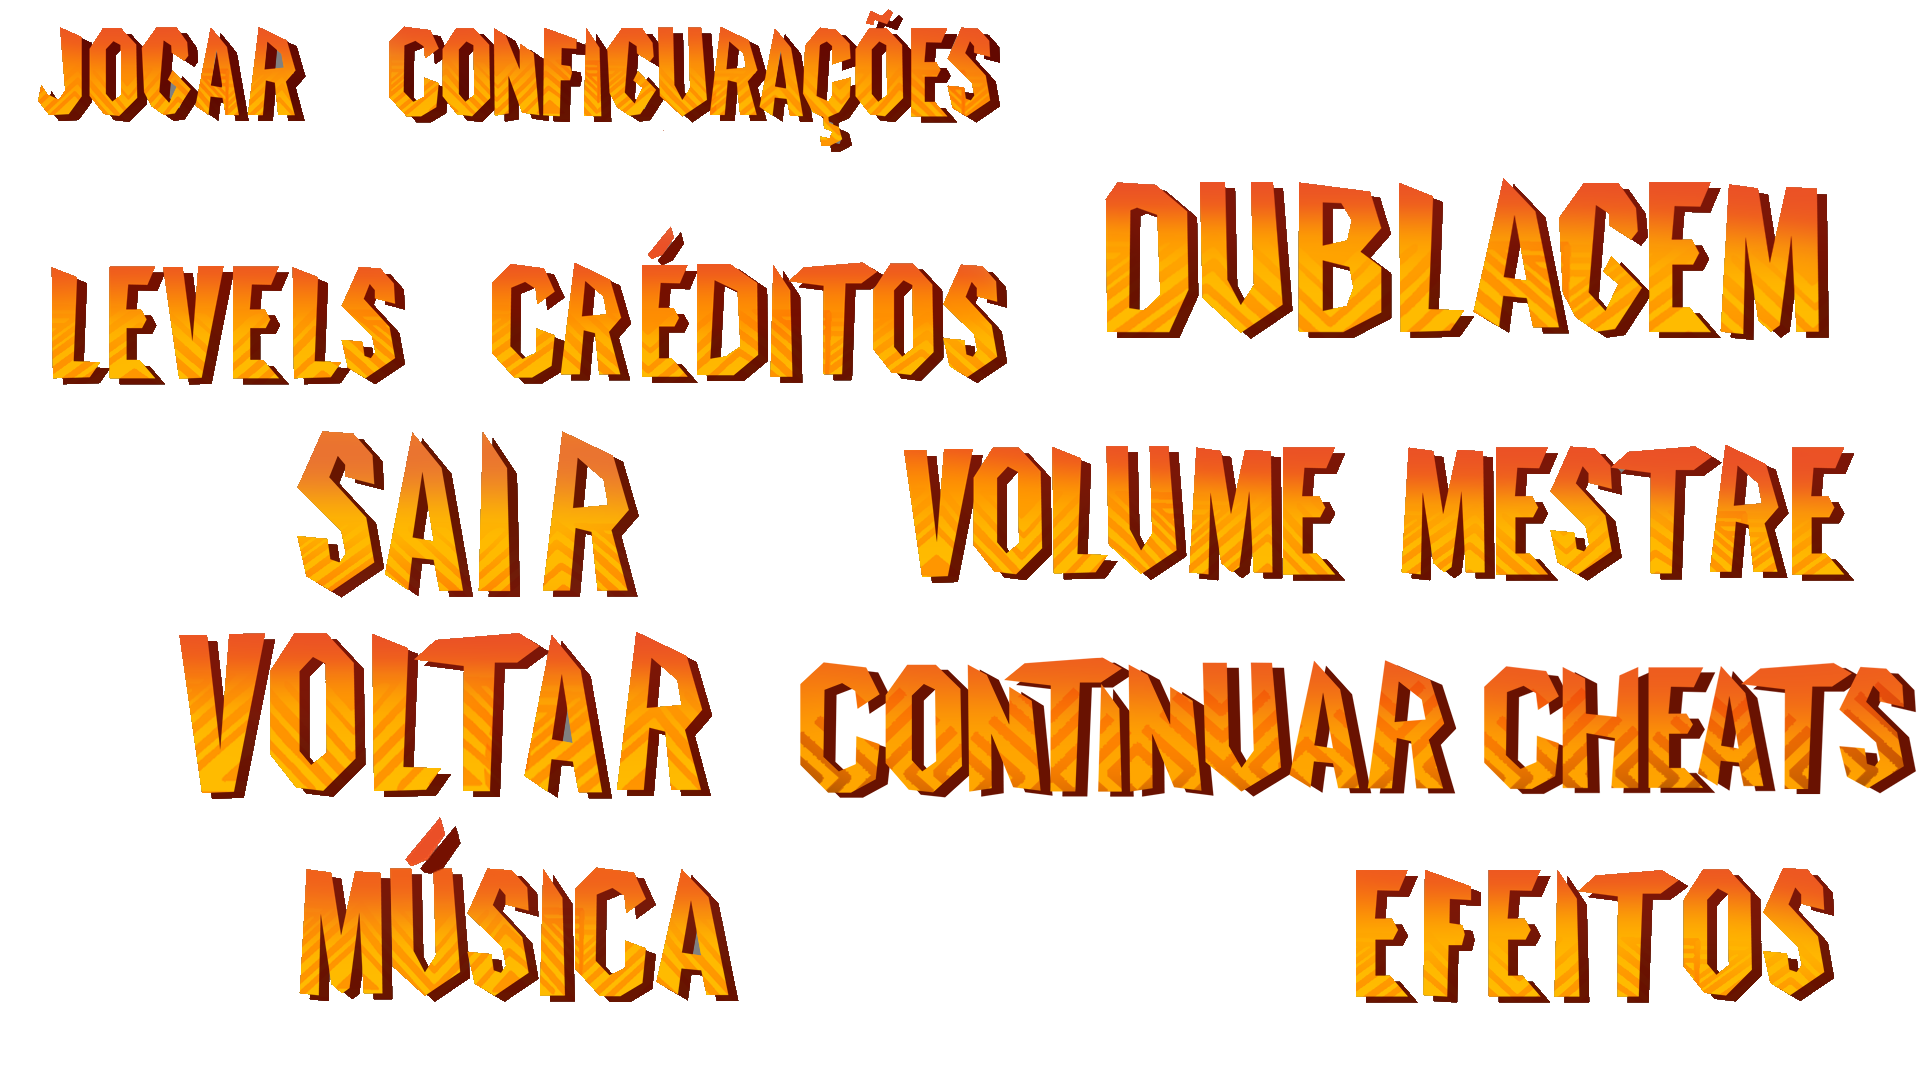 JOGAR CONFIGURAÇÕES
DUBLAGEM
LEVELS CRÉDITOS
SAIR
VOLUME MESTRE
VOLTAR
CONTINUAR CHEATS
MÚSICA
EFEITOS